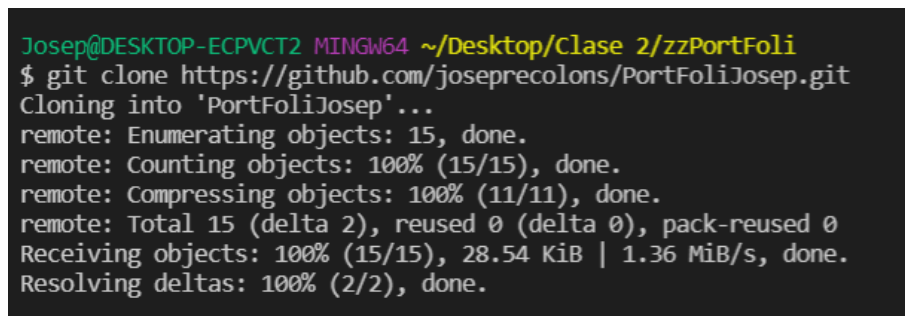 Josep@DESKTOP-ECPVCT2 MINGW64 ~/Desktop/Clase 2/zzPortFoli
$ git clone https://github.com/joseprecolons/PortFoliJosep.git
Cloning into 'PortFoliJosep'...
remote: Enumerating objects: 15, done.
remote: Counting objects: 100% (15/15), done.
remote: Compressing objects: 100% (11/11), done.
remote: Total 15 (delta 2), reused 0 (delta 0), pack-reused 0
Receiving objects: 100% (15/15), 28.54 KiB | 1.36 MiB/s, done.
Resolving deltas: 100% (2/2), done.